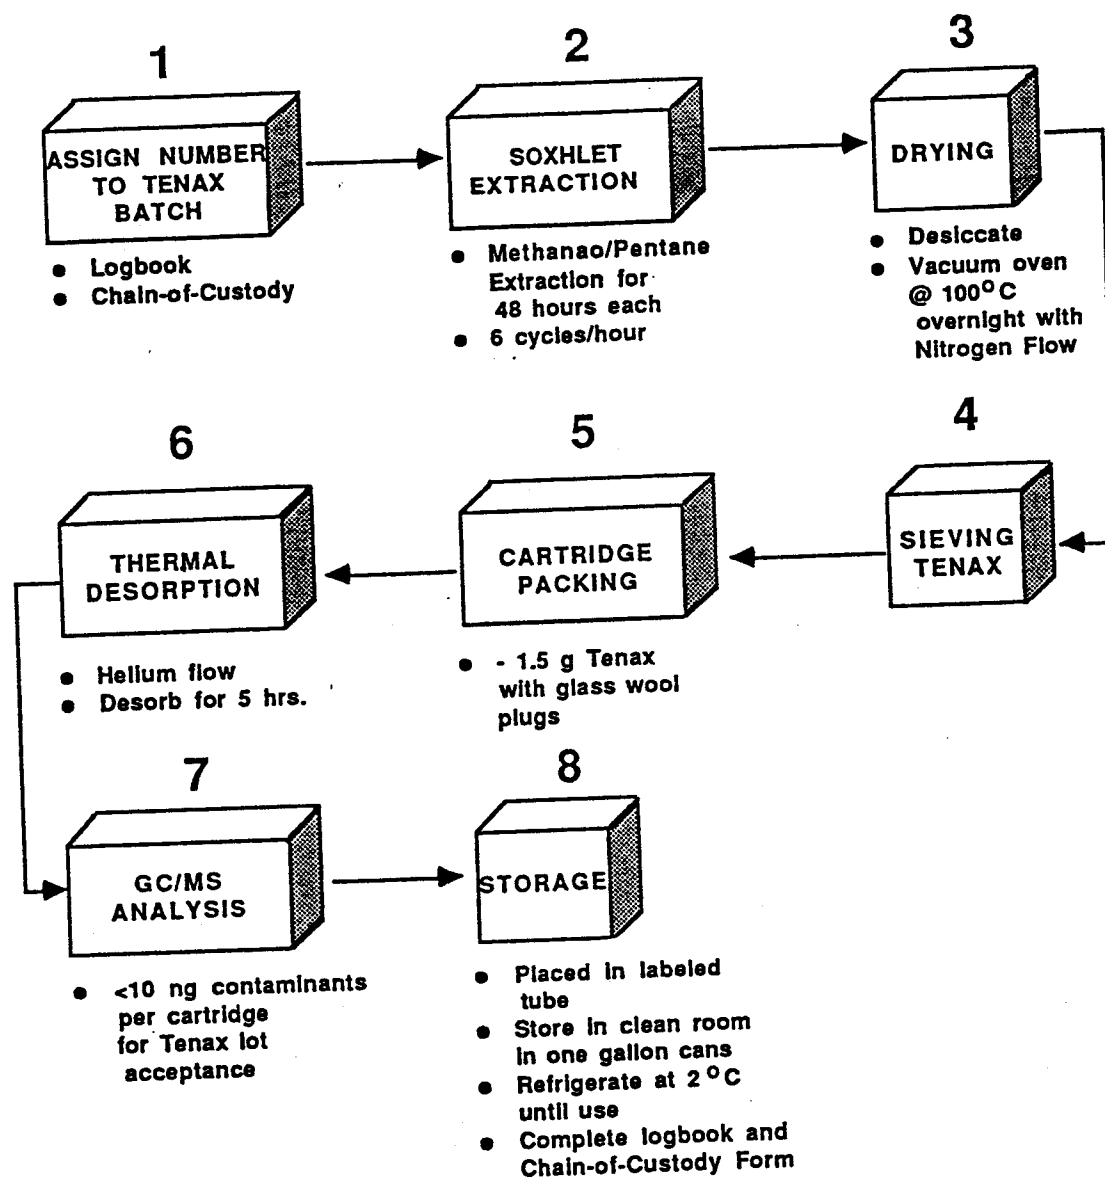 1
ASSIGN NUMBER
TO TENAX
BATCH
● Logbook
● Chain-of-Custody
2
SOXHLET
EXTRACTION
● Methanao/Pentane
Extraction for
48 hours each
● 6 cycles/hour
3
DRYING
● Desiccate
● Vacuum oven
@ 100°C
overnight with
Nitrogen Flow
4
SIEVING
TENAX
5
CARTRIDGE
PACKING
● - 1.5 g Tenax
with glass wool
plugs
6
THERMAL
DESORPTION
● Helium flow
● Desorb for 5 hrs.
7
GC/MS
ANALYSIS
● <10 ng contaminants
per cartridge
for Tenax lot
acceptance
8
STORAGE
● Placed in labeled
tube
● Store in clean room
in one gallon cans
● Refrigerate at 2°C
until use
● Complete logbook and
Chain-of-Custody Form